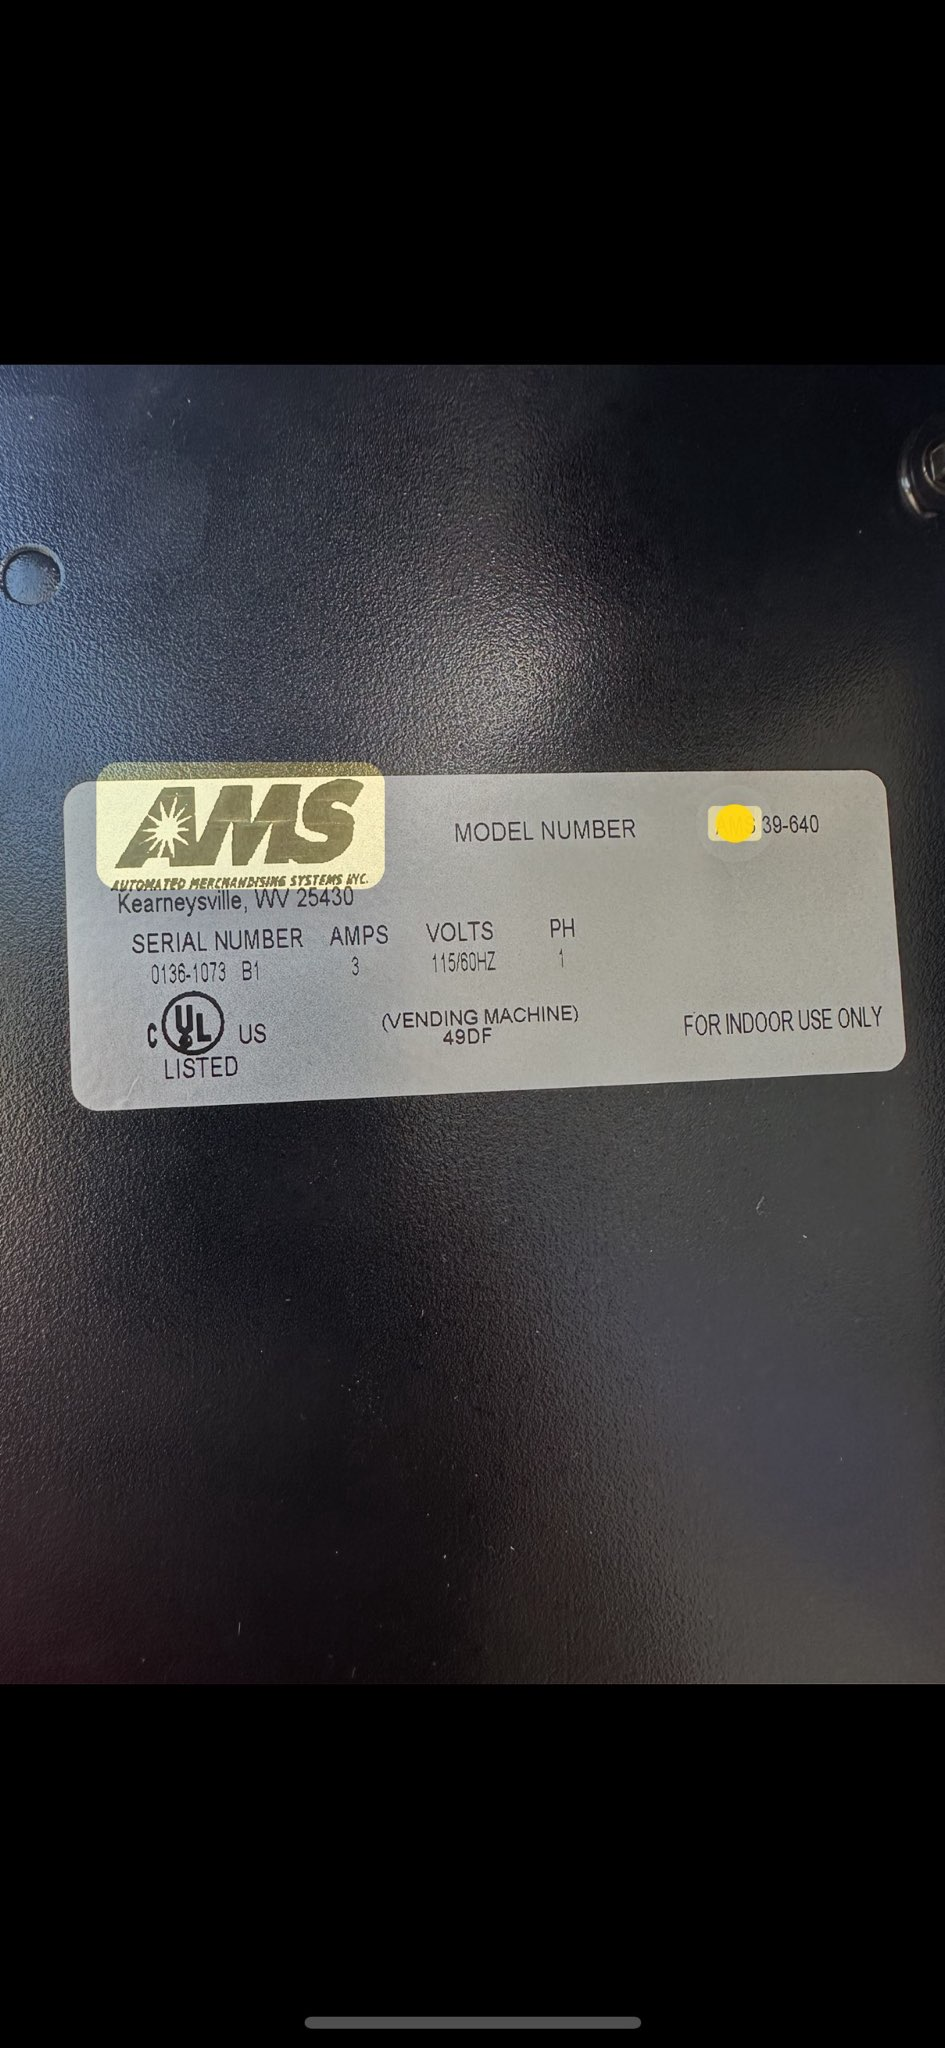 AMS
AUTOMATED MERCHANDISING SYSTEMS INC.
Kearneysville, WV 25430
MODEL NUMBER AMS 39-640
SERIAL NUMBER AMPS VOLTS PH
0136-1073 B1 3 115/60HZ 1
C UL US
LISTED
(VENDING MACHINE)
49DF
FOR INDOOR USE ONLY